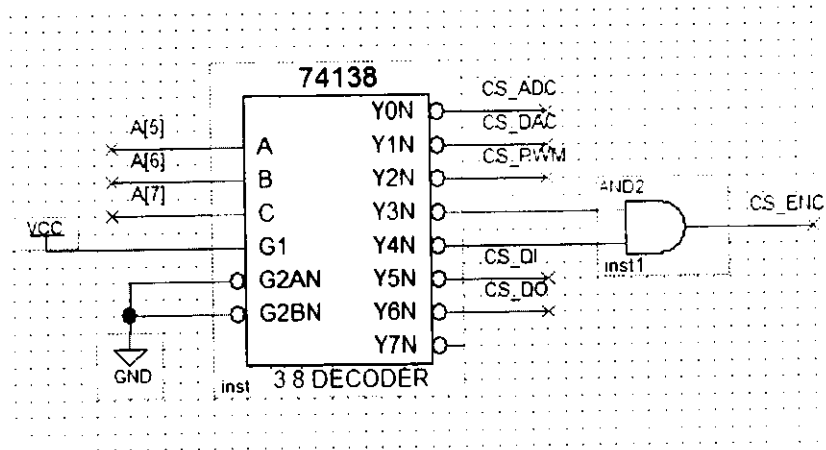 74138
A[5]
A[6]
A[7]
VCC
GND
A
B
C
G1
G2AN
G2BN
Y0N
Y1N
Y2N
Y3N
Y4N
Y5N
Y6N
Y7N
CS_ADC
CS_DAC
CS_PWM
CS_DI
CS_DO
AND2
inst1
CS_ENC
inst
3 8 DECODER